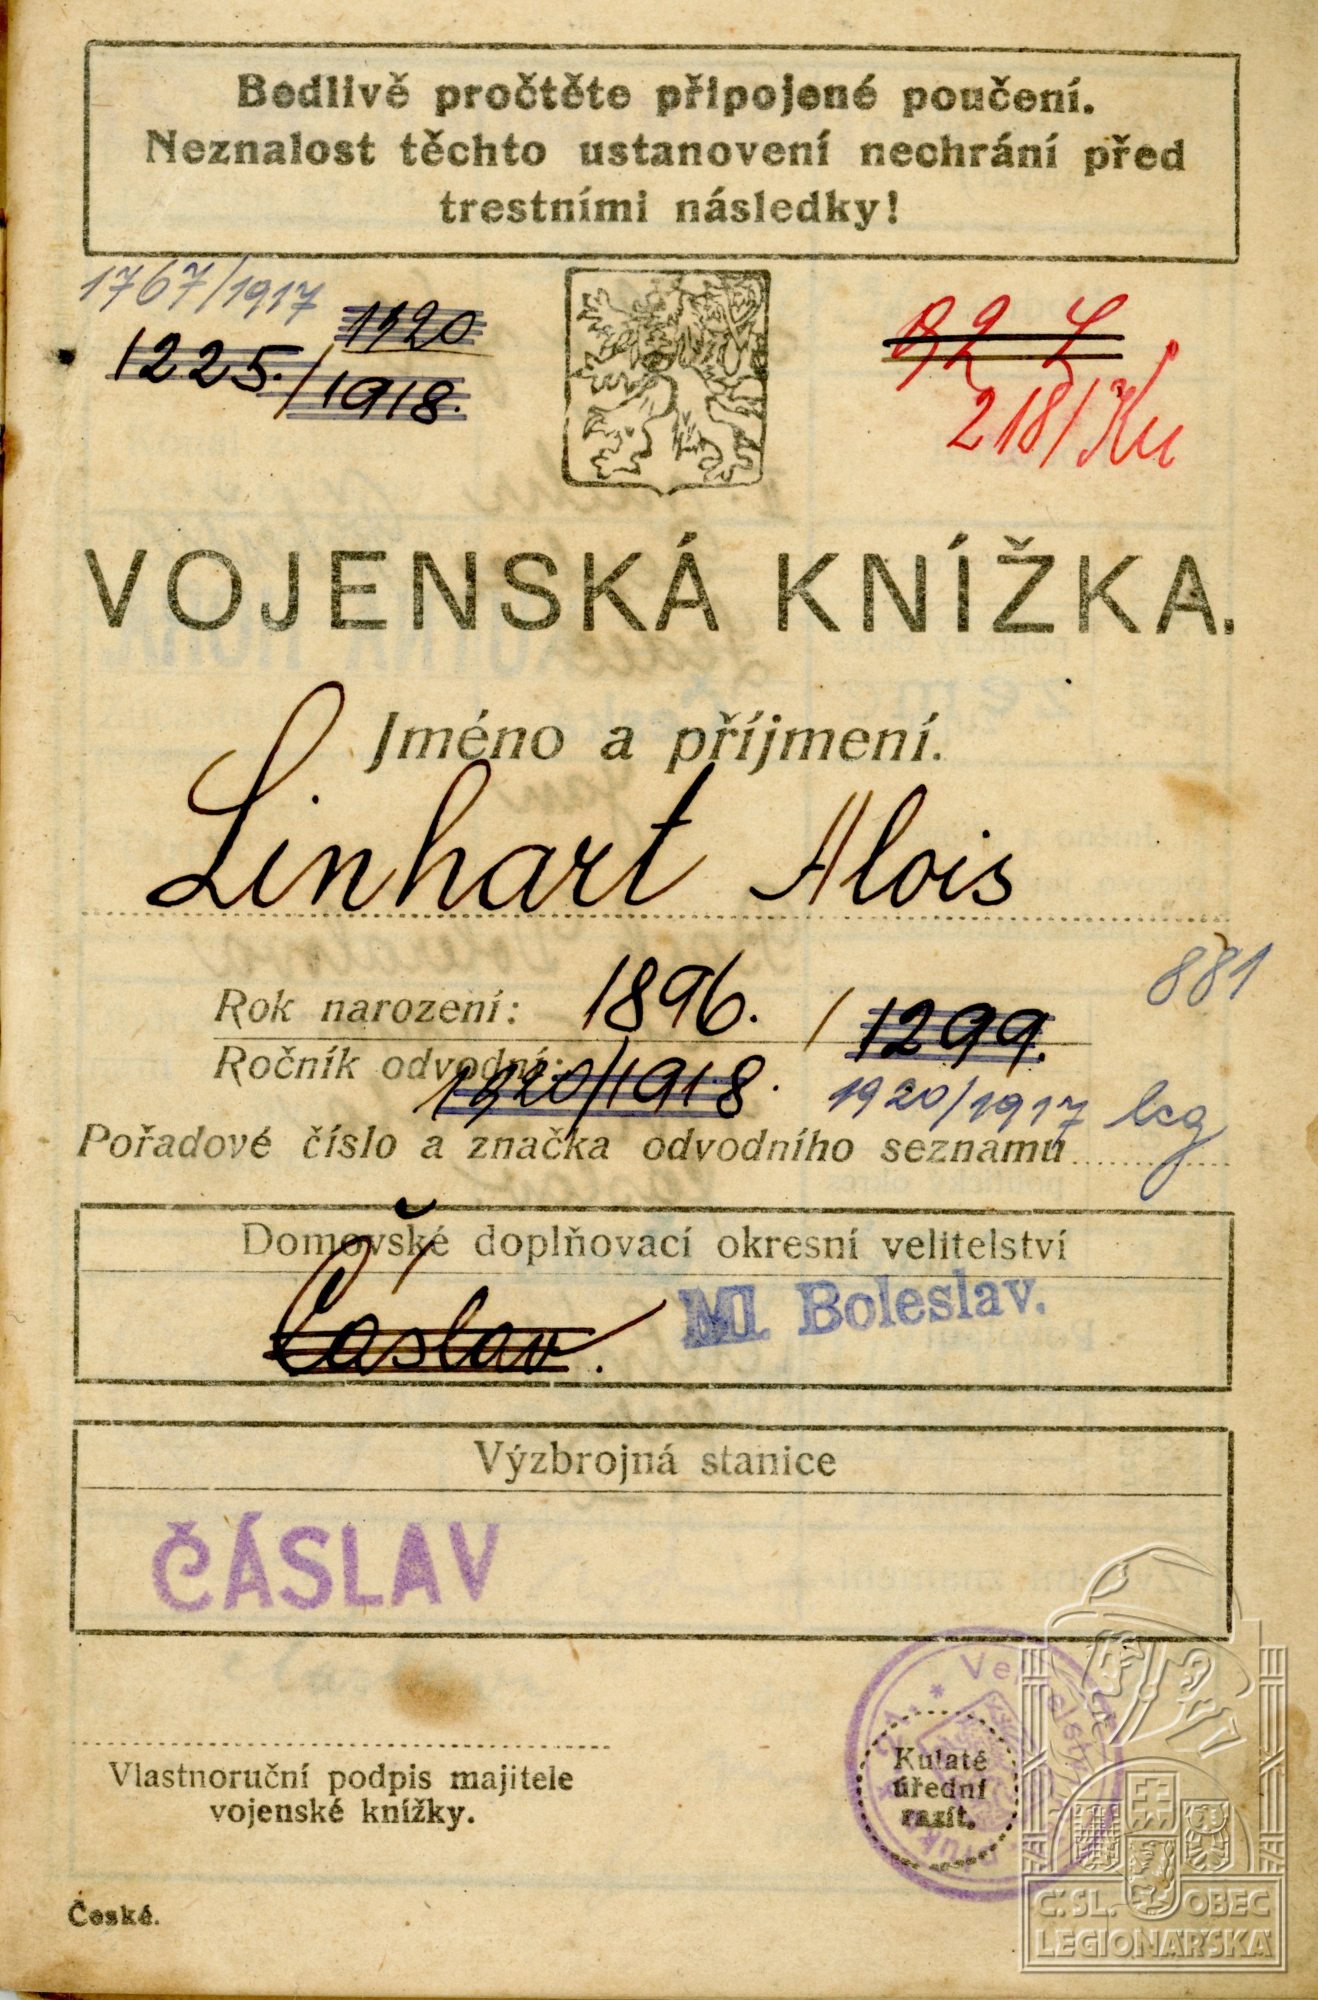 Bedlivě pročtěte připojené poučení.
Neznalost těchto ustanovení nechrání před
trestními následky!
1767/1917
1920
1225./1918.
92 L
218/Ku
VOJENSKÁ KNÍŽKA.
Jméno a příjmení.
Linhart Alois
881
Rok narození: 1896. / 1299.
Ročník odvodní: 1920/1918. 1920/1917 leg
Pořadové číslo a značka odvodního seznamu
Domovské doplňovací okresní velitelství
Čáslav. Ml. Boleslav.
Výzbrojná stanice
ČÁSLAV
Kulaté
úřední
razít.
Vlastnoruční podpis majitele
vojenské knížky.
České.
Č. SL. OBEC
LEGIONÁŘSKÁ